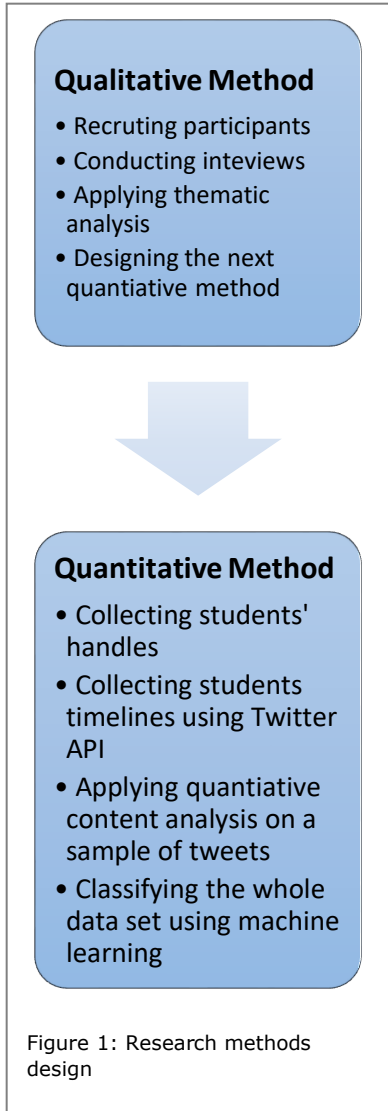 Qualitative Method
• Recruting participants
• Conducting inteviews
• Applying thematic
analysis
• Designing the next
quantiative method
Quantitative Method
• Collecting students'
handles
• Collecting students
timelines using Twitter
API
• Applying quantiative
content analysis on a
sample of tweets
• Classifying the whole
data set using machine
learning
Figure 1: Research methods
design